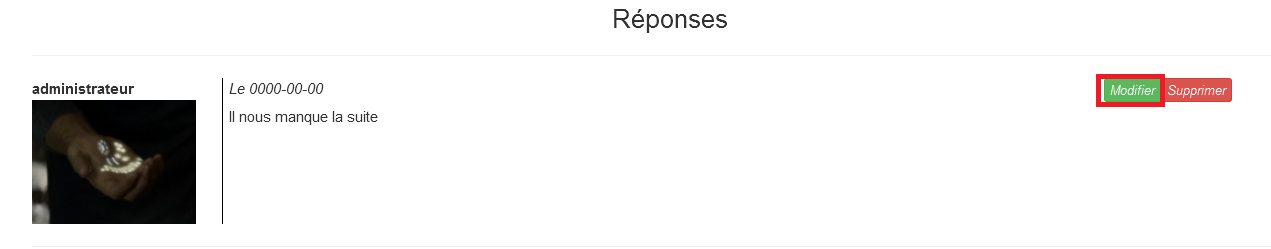 Réponses
administrateur
Le 0000-00-00
Modifier
Supprimer
Il nous manque la suite